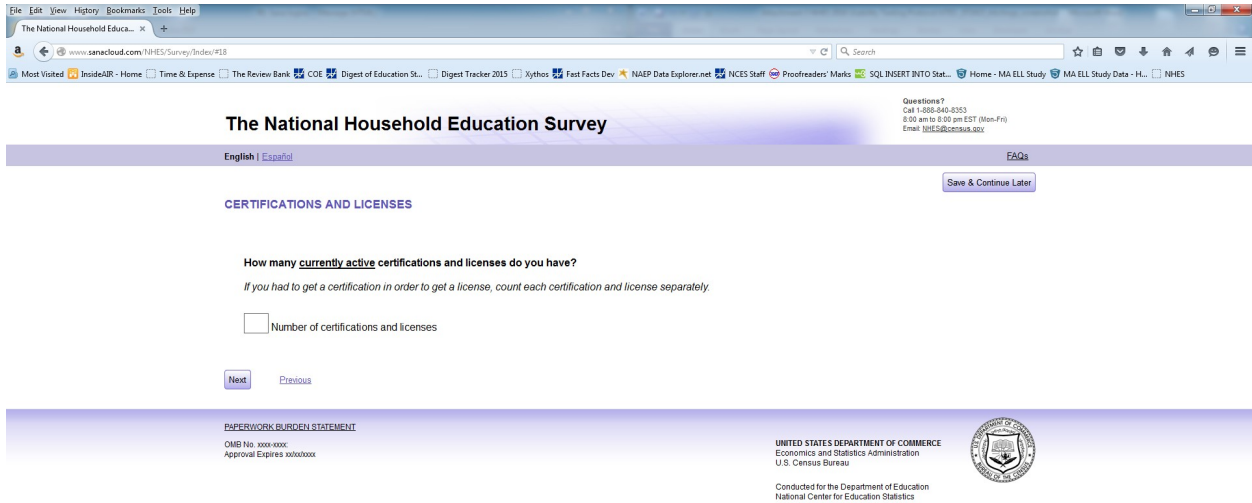 File Edit View History Bookmarks Tools Help
The National Household Educa... × +
www.sanacloud.com/NHES/Survey/Index/#18
Search
Most Visited InsideAIR - Home Time & Expense The Review Bank COE Digest of Education St... Digest Tracker 2015 Xythos Fast Facts Dev NAEP Data Explorer.net NCES Staff Proofreaders' Marks SQL INSERT INTO Stat... Home - MA ELL Study MA ELL Study Data - H... NHES
Questions?
Call 1-888-840-8353
8:00 am to 8:00 pm EST (Mon-Fri)
Email: NHES@census.gov
The National Household Education Survey
English | Español
FAQs
Save & Continue Later
CERTIFICATIONS AND LICENSES
How many currently active certifications and licenses do you have?
If you had to get a certification in order to get a license, count each certification and license separately.
Number of certifications and licenses
Next Previous
PAPERWORK BURDEN STATEMENT
OMB No. xxxx-xxxx:
Approval Expires xx/xx/xxxx
UNITED STATES DEPARTMENT OF COMMERCE
Economics and Statistics Administration
U.S. Census Bureau
Conducted for the Department of Education
National Center for Education Statistics